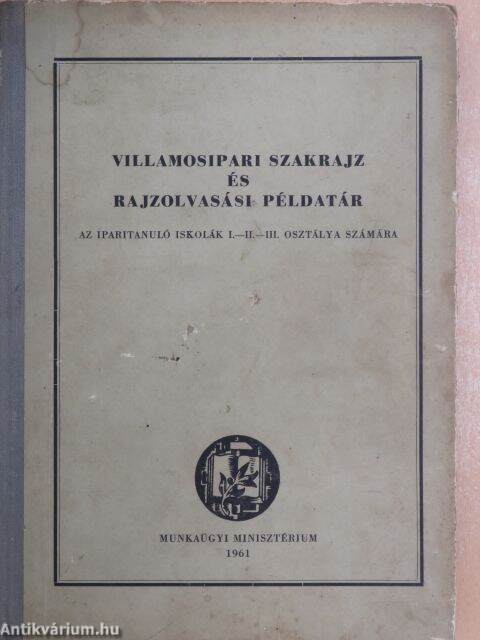 VILLAMOSIPARI SZAKRAJZ
ÉS
RAJZOLVASÁSI PÉLDATÁR
AZ IPARITANULÓ ISKOLÁK I.—II.—III. OSZTÁLYA SZÁMÁRA
MUNKAÜGYI MINISZTÉRIUM
1961
Antikvárium.hu